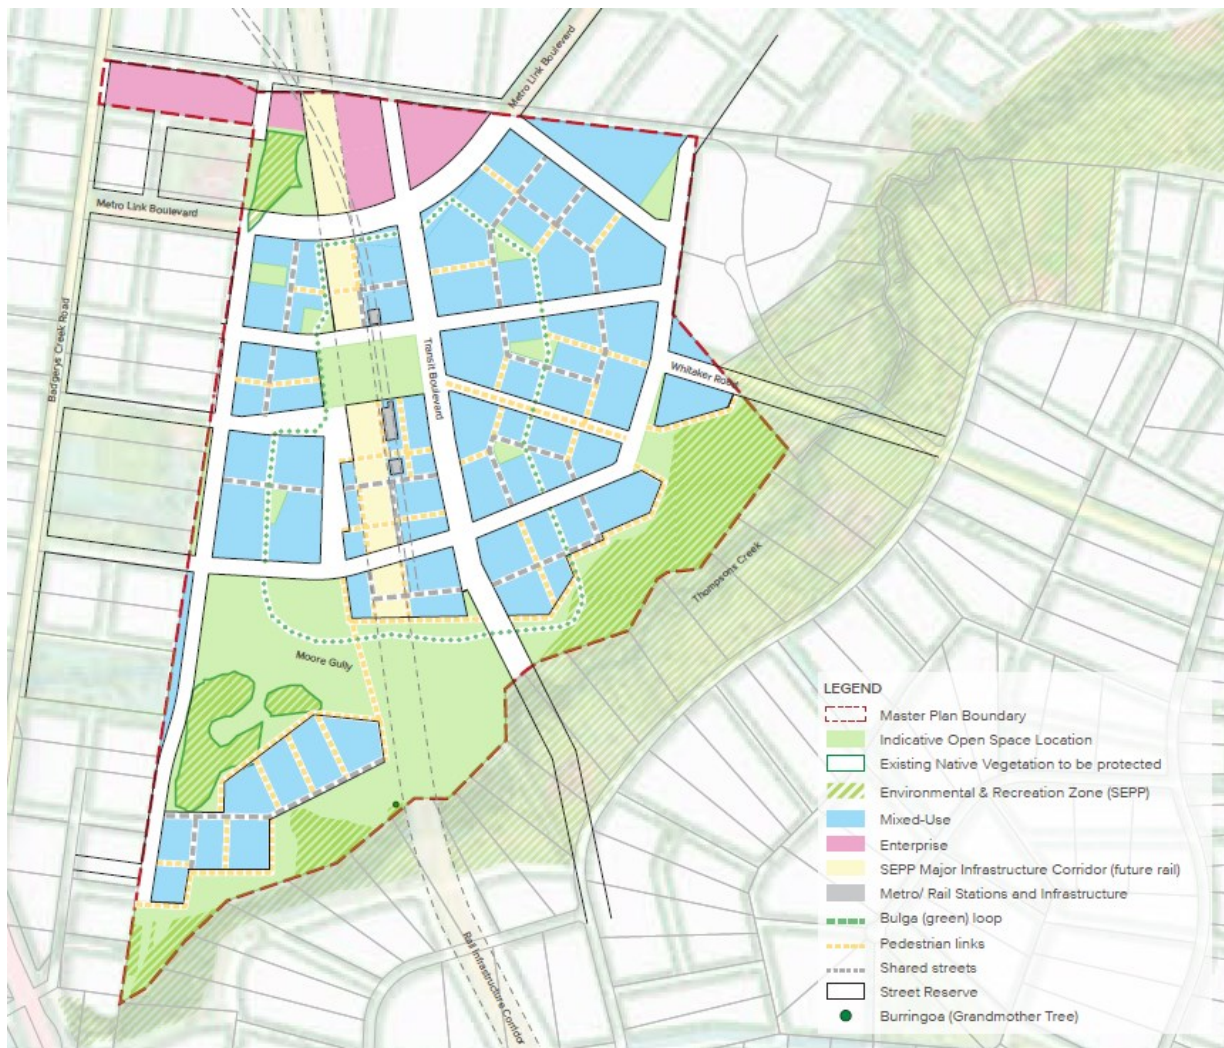 Metro Link Boulevard
Metro Link Boulevard
Badgerys Creek Road
Transit Boulevard
Whitaker Road
Thompsons Creek
Moore Gully
Rail Infrastructure Corridor
LEGEND
Master Plan Boundary
Indicative Open Space Location
Existing Native Vegetation to be protected
Environmental & Recreation Zone (SEPP)
Mixed-Use
Enterprise
SEPP Major Infrastructure Corridor (future rail)
Metro/ Rail Stations and Infrastructure
Bulga (green) loop
Pedestrian links
Shared streets
Street Reserve
Burringoa (Grandmother Tree)